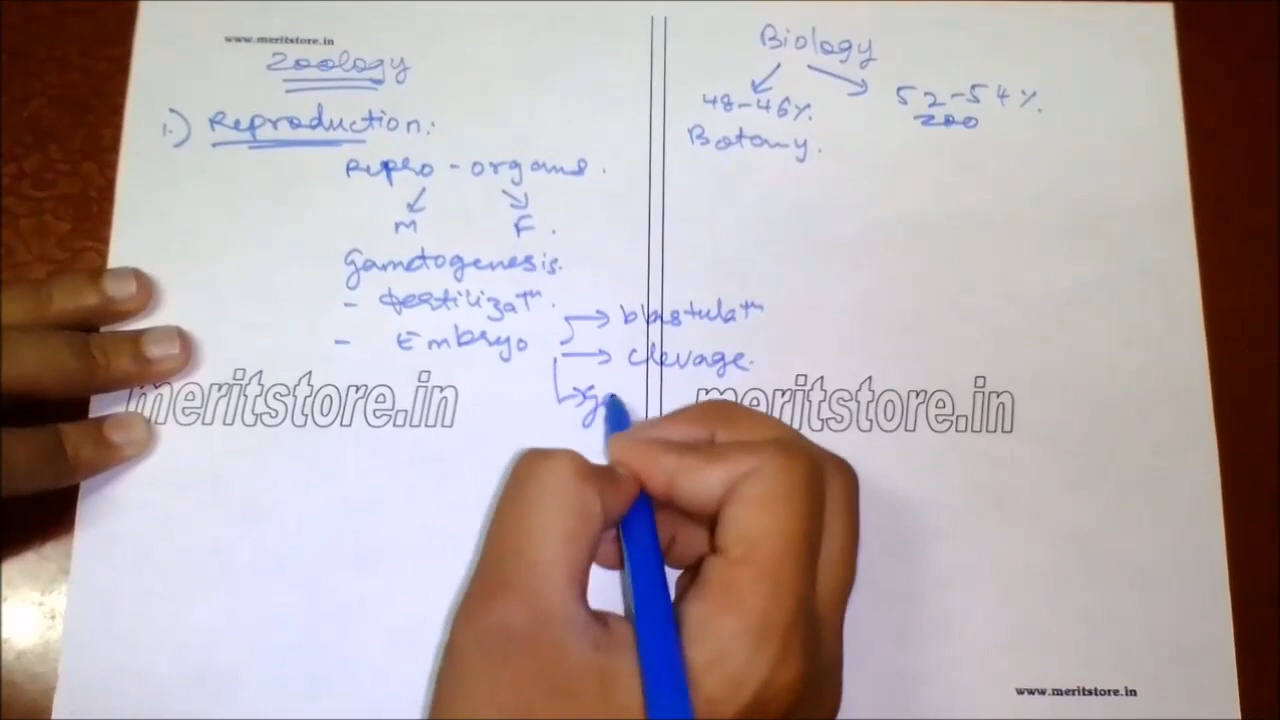 www.meritstore.in
Zoology
1.) Reproduction:
Repro - organs.
M F.
Gametogenesis.
- fertilizatn.
- Embryo → blastulatn
→ clevage.
meritstore.in
Biology
48-46%. 52-54%.
Botany. zoo
meritstore.in
www.meritstore.in